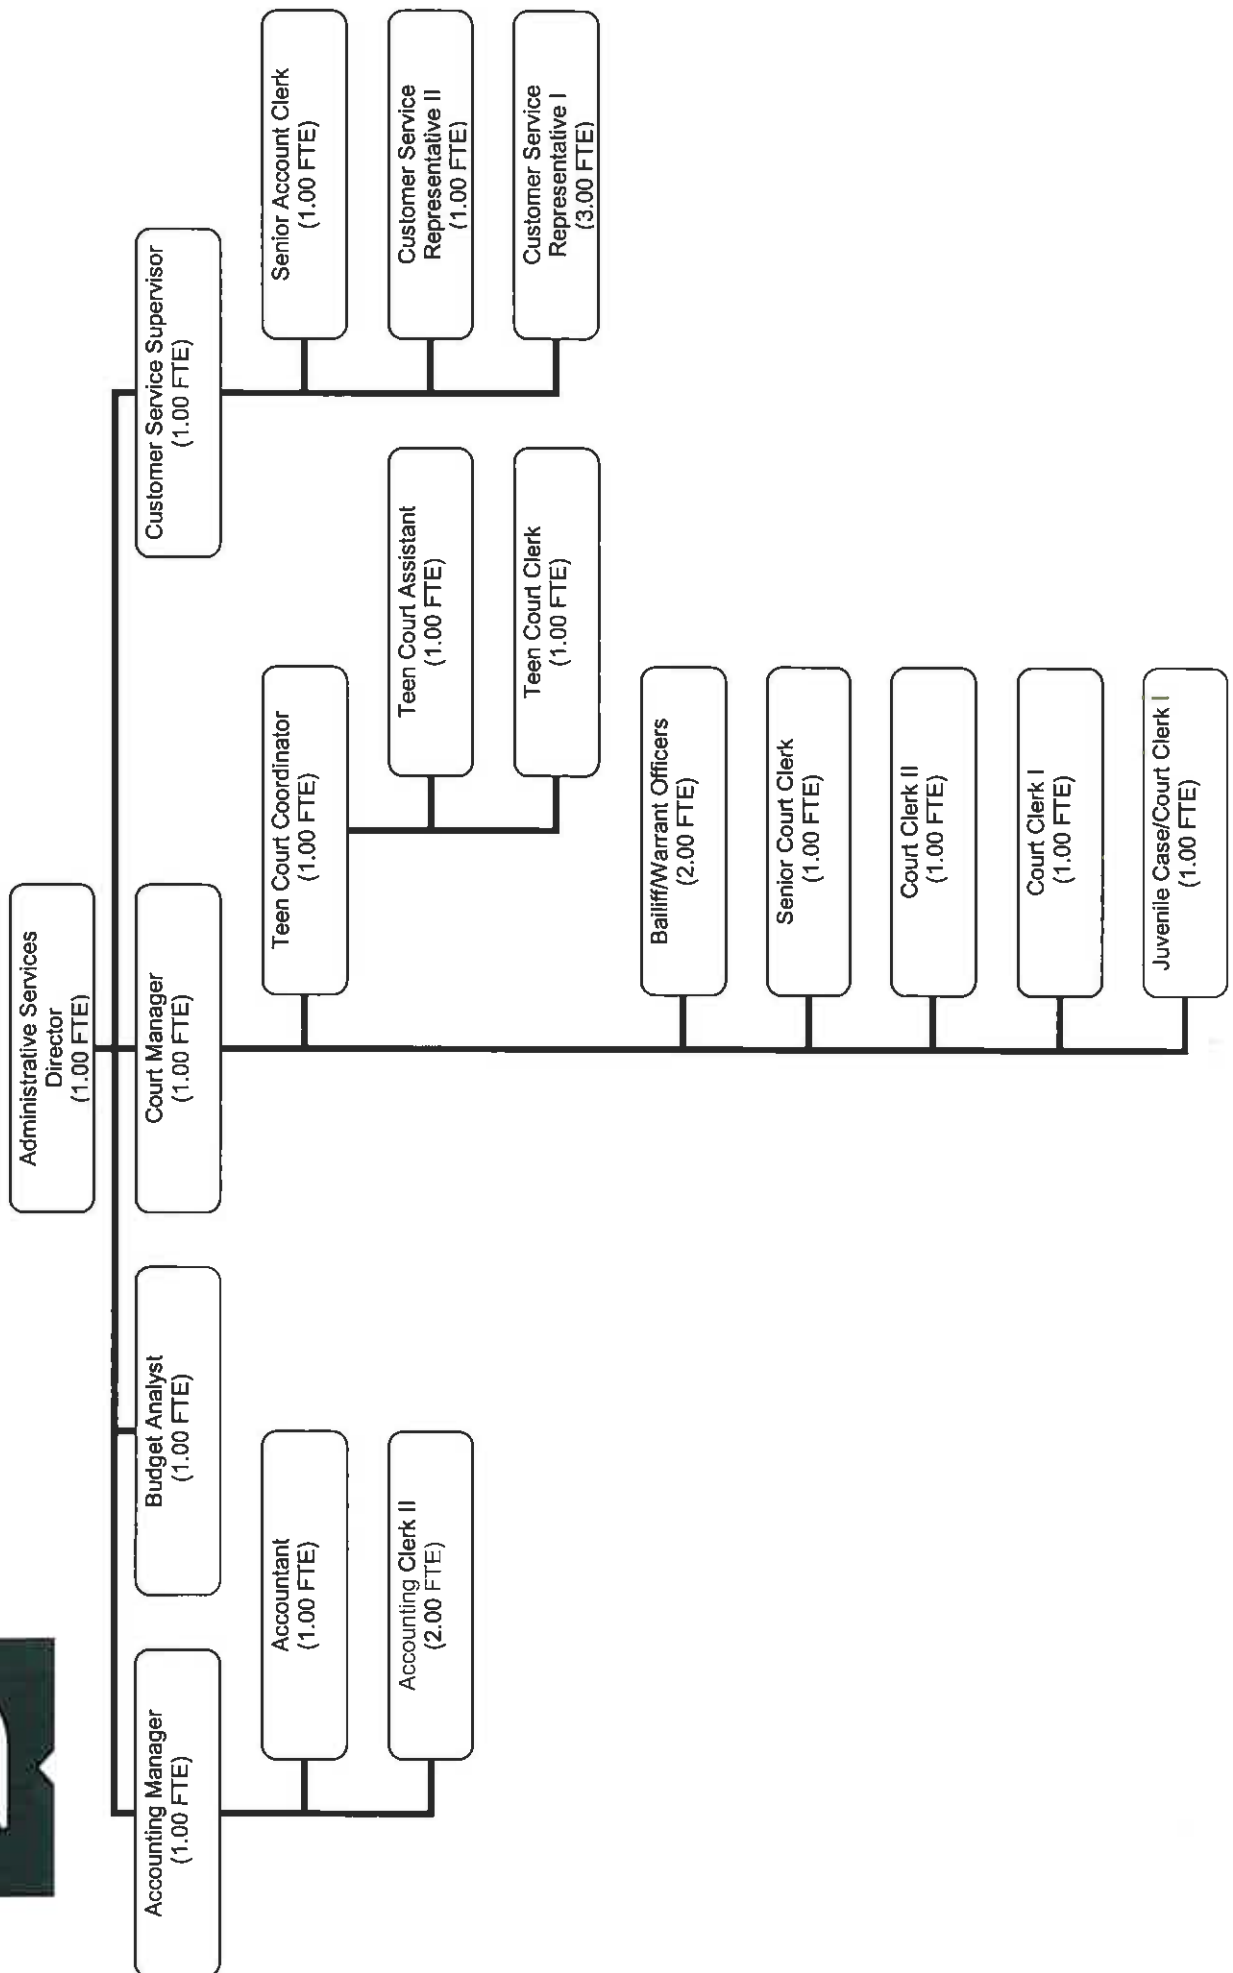 Administrative Services
Director
(1.00 FTE)
Accounting Manager
(1.00 FTE)
Budget Analyst
(1.00 FTE)
Court Manager
(1.00 FTE)
Customer Service Supervisor
(1.00 FTE)
Accountant
(1.00 FTE)
Accounting Clerk II
(2.00 FTE)
Teen Court Coordinator
(1.00 FTE)
Teen Court Assistant
(1.00 FTE)
Teen Court Clerk
(1.00 FTE)
Bailiff/Warrant Officers
(2.00 FTE)
Senior Court Clerk
(1.00 FTE)
Court Clerk II
(1.00 FTE)
Court Clerk I
(1.00 FTE)
Juvenile Case/Court Clerk I
(1.00 FTE)
Senior Account Clerk
(1.00 FTE)
Customer Service
Representative II
(1.00 FTE)
Customer Service
Representative I
(3.00 FTE)